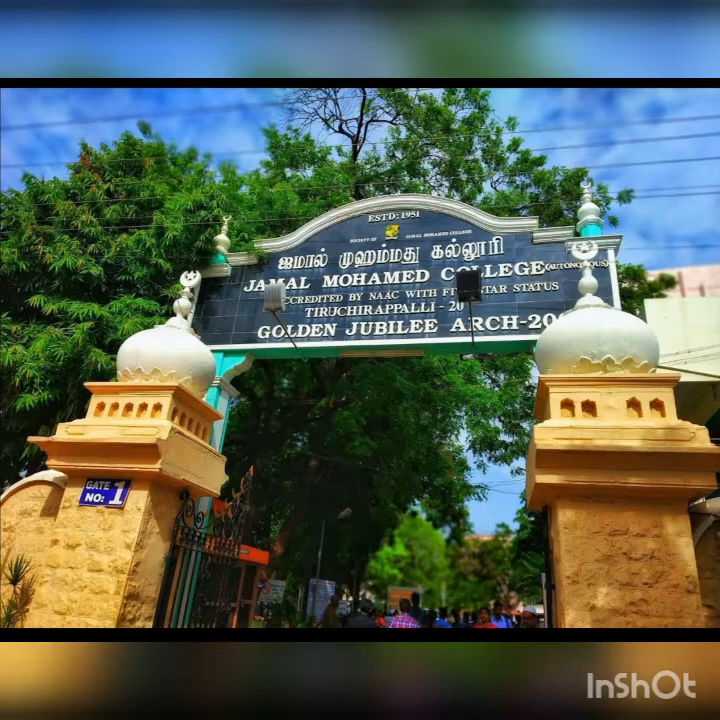 ESTD: 1951
SOCIETY OF JAMAL MOHAMED COLLEGE
ஜமால் முஹம்மது கல்லூரி
JAMAL MOHAMED COLLEGE (AUTONOMOUS)
ACCREDITED BY NAAC WITH STAR STATUS
TIRUCHIRAPPALLI - 20
GOLDEN JUBILEE ARCH-20
GATE
NO: 1
InShOt